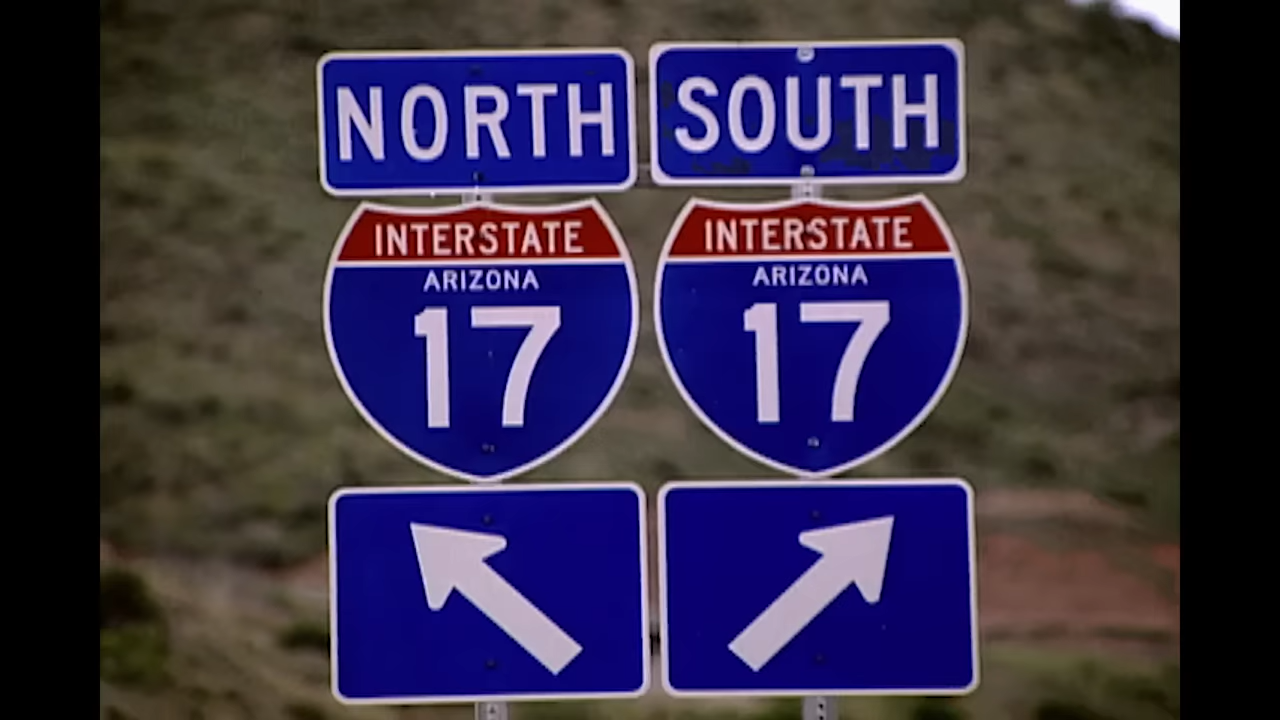 NORTH
INTERSTATE
ARIZONA
17
SOUTH
INTERSTATE
ARIZONA
17